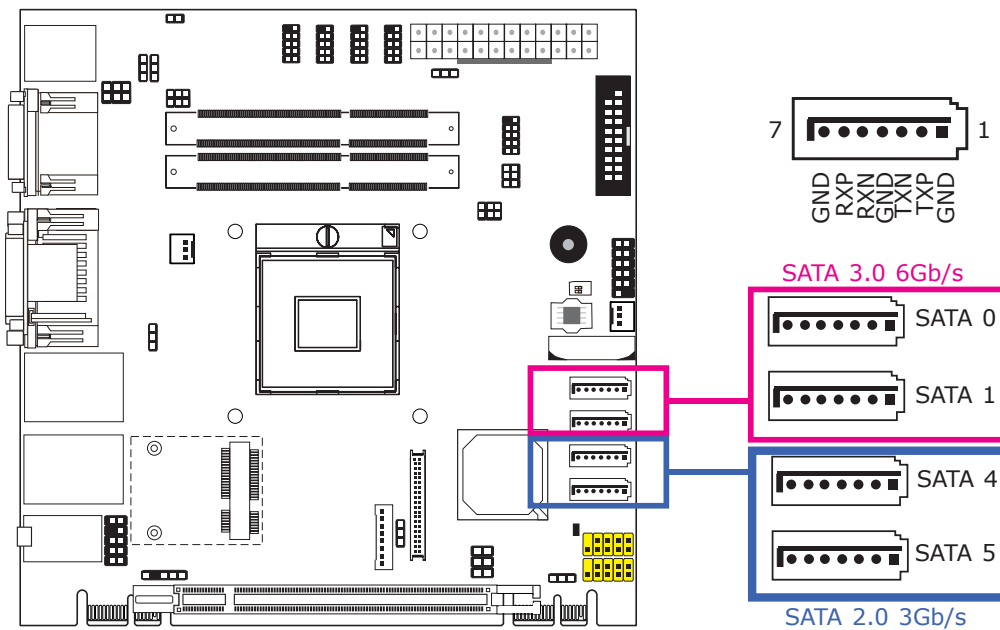 7
1
GND
RXP
RXN
GND
TXN
TXP
GND
SATA 3.0 6Gb/s
SATA 0
SATA 1
SATA 4
SATA 5
SATA 2.0 3Gb/s